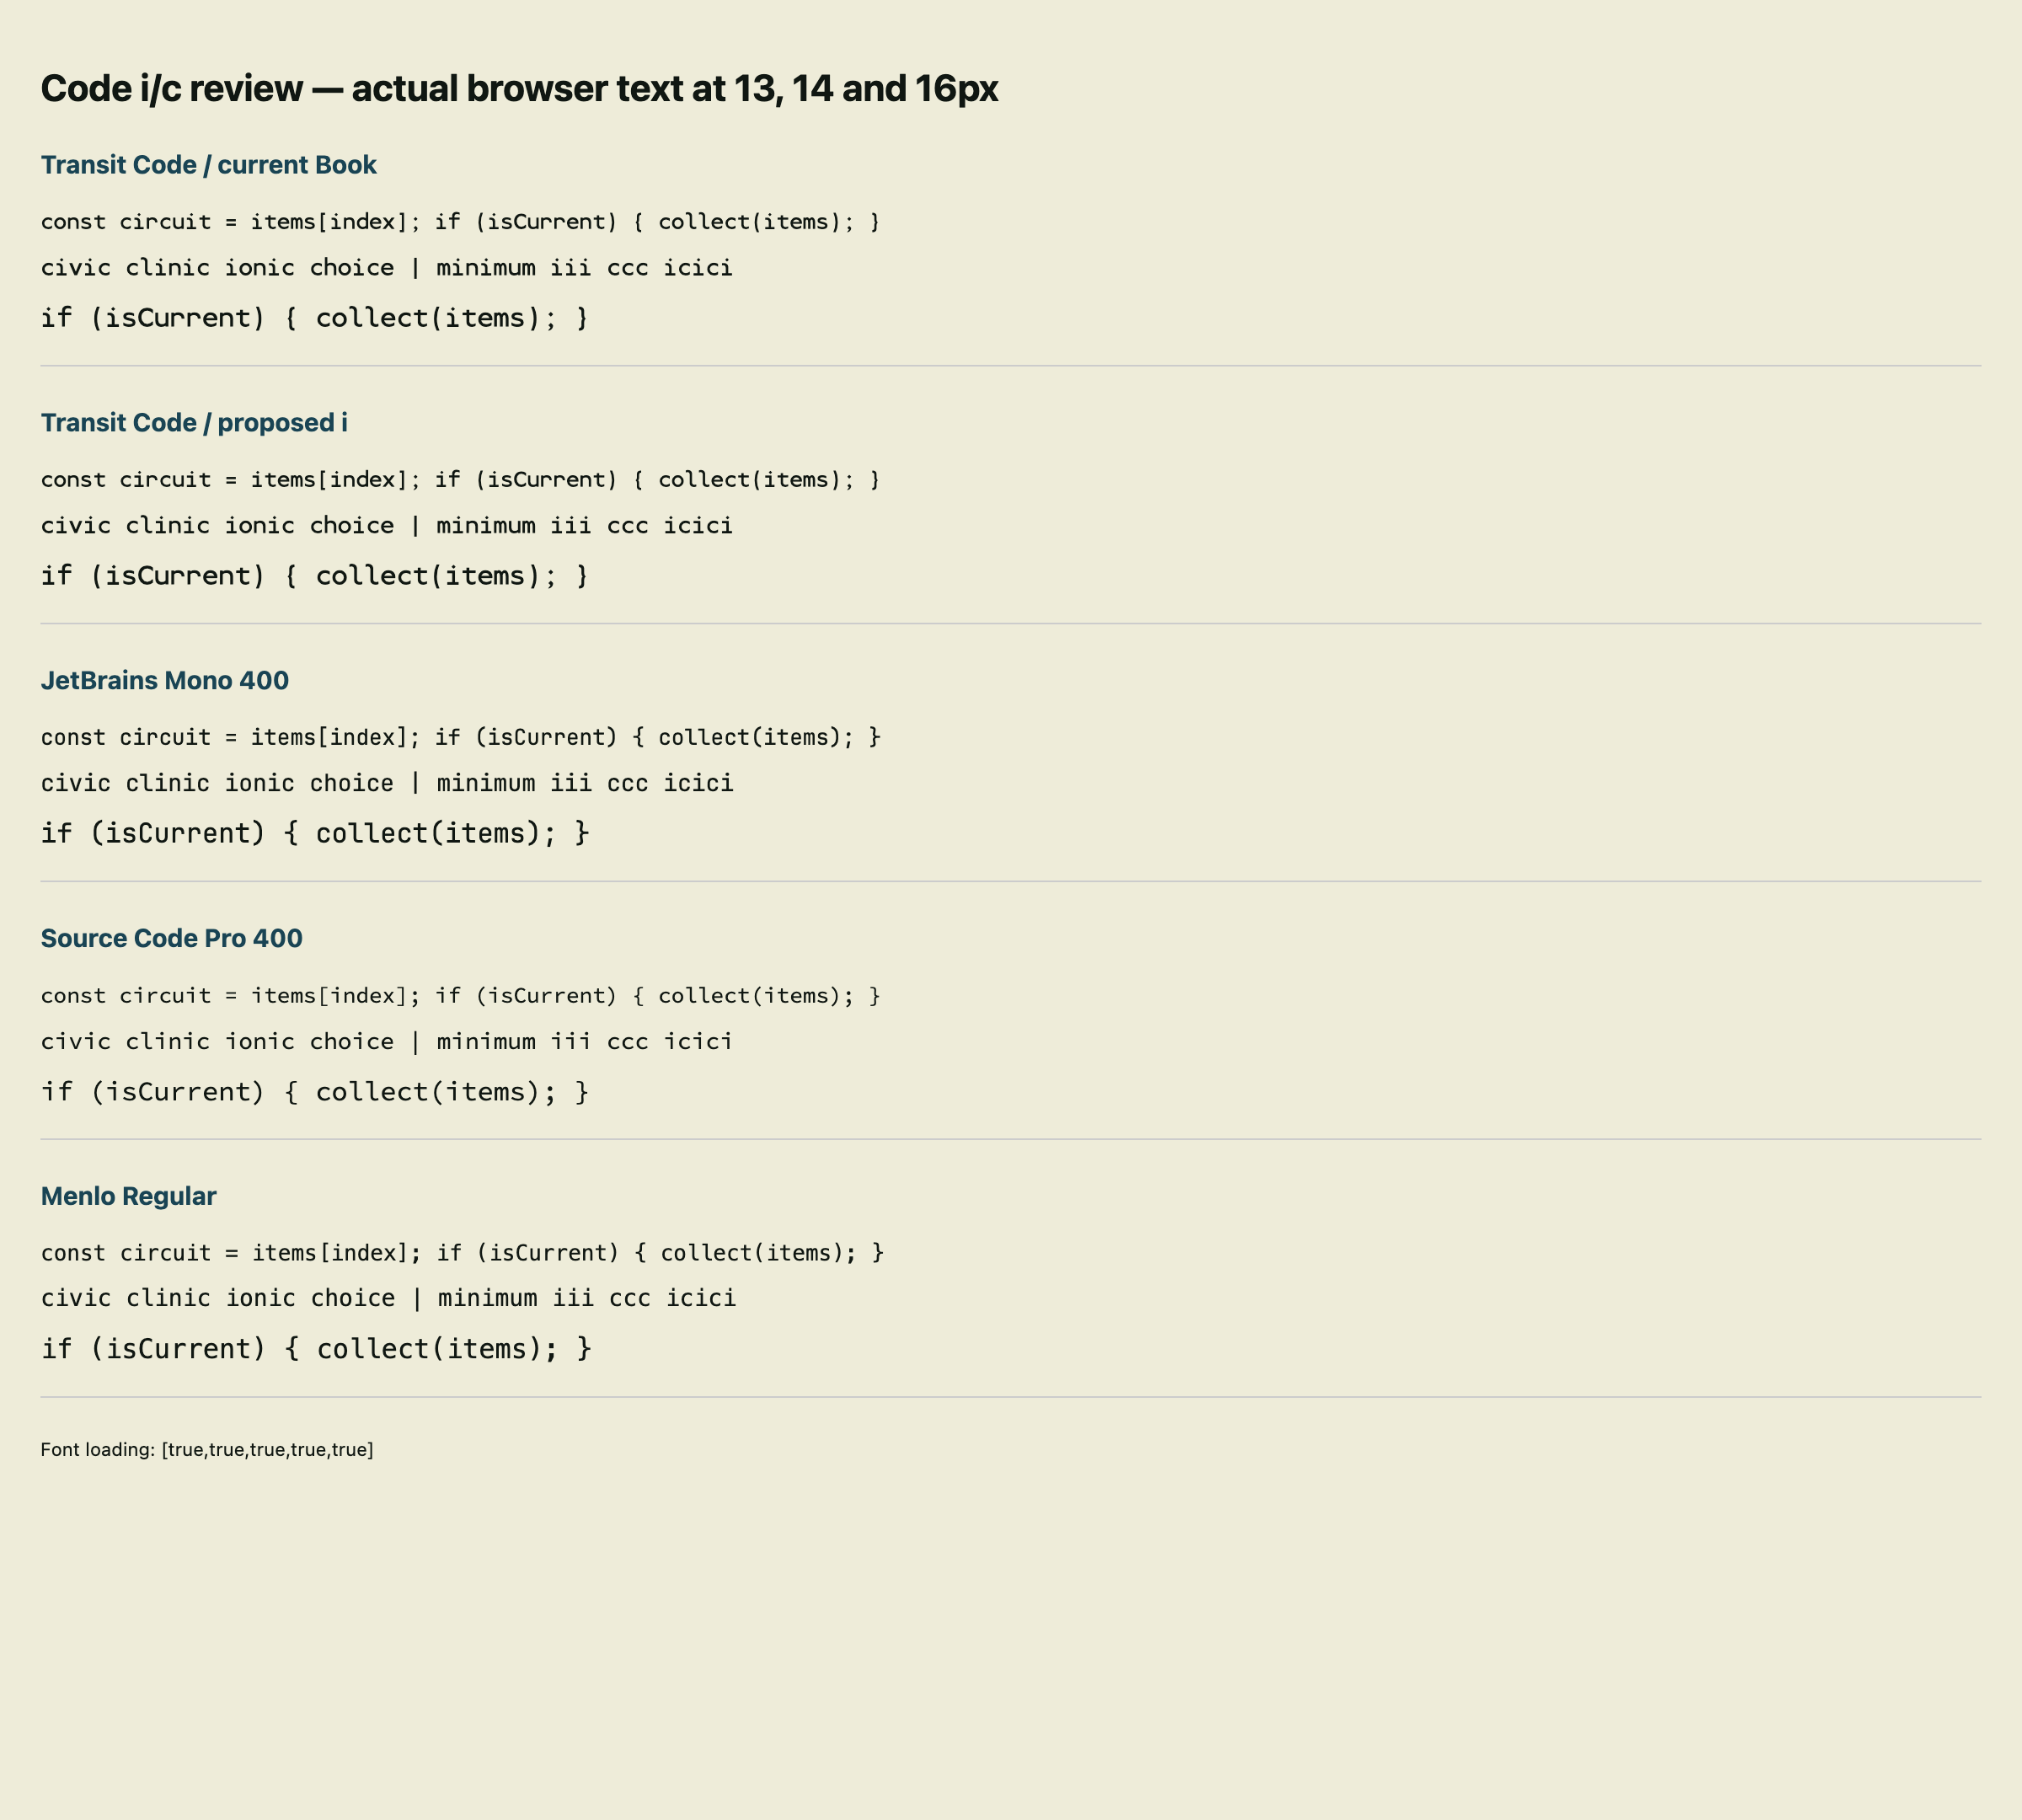 Code i/c review — actual browser text at 13, 14 and 16px
Transit Code / current Book
const circuit = items[index]; if (isCurrent) { collect(items); }
civic clinic ionic choice | minimum iii ccc icici
if (isCurrent) { collect(items); }
Transit Code / proposed i
const circuit = items[index]; if (isCurrent) { collect(items); }
civic clinic ionic choice | minimum iii ccc icici
if (isCurrent) { collect(items); }
JetBrains Mono 400
const circuit = items[index]; if (isCurrent) { collect(items); }
civic clinic ionic choice | minimum iii ccc icici
if (isCurrent) { collect(items); }
Source Code Pro 400
const circuit = items[index]; if (isCurrent) { collect(items); }
civic clinic ionic choice | minimum iii ccc icici
if (isCurrent) { collect(items); }
Menlo Regular
const circuit = items[index]; if (isCurrent) { collect(items); }
civic clinic ionic choice | minimum iii ccc icici
if (isCurrent) { collect(items); }
Font loading: [true,true,true,true,true]